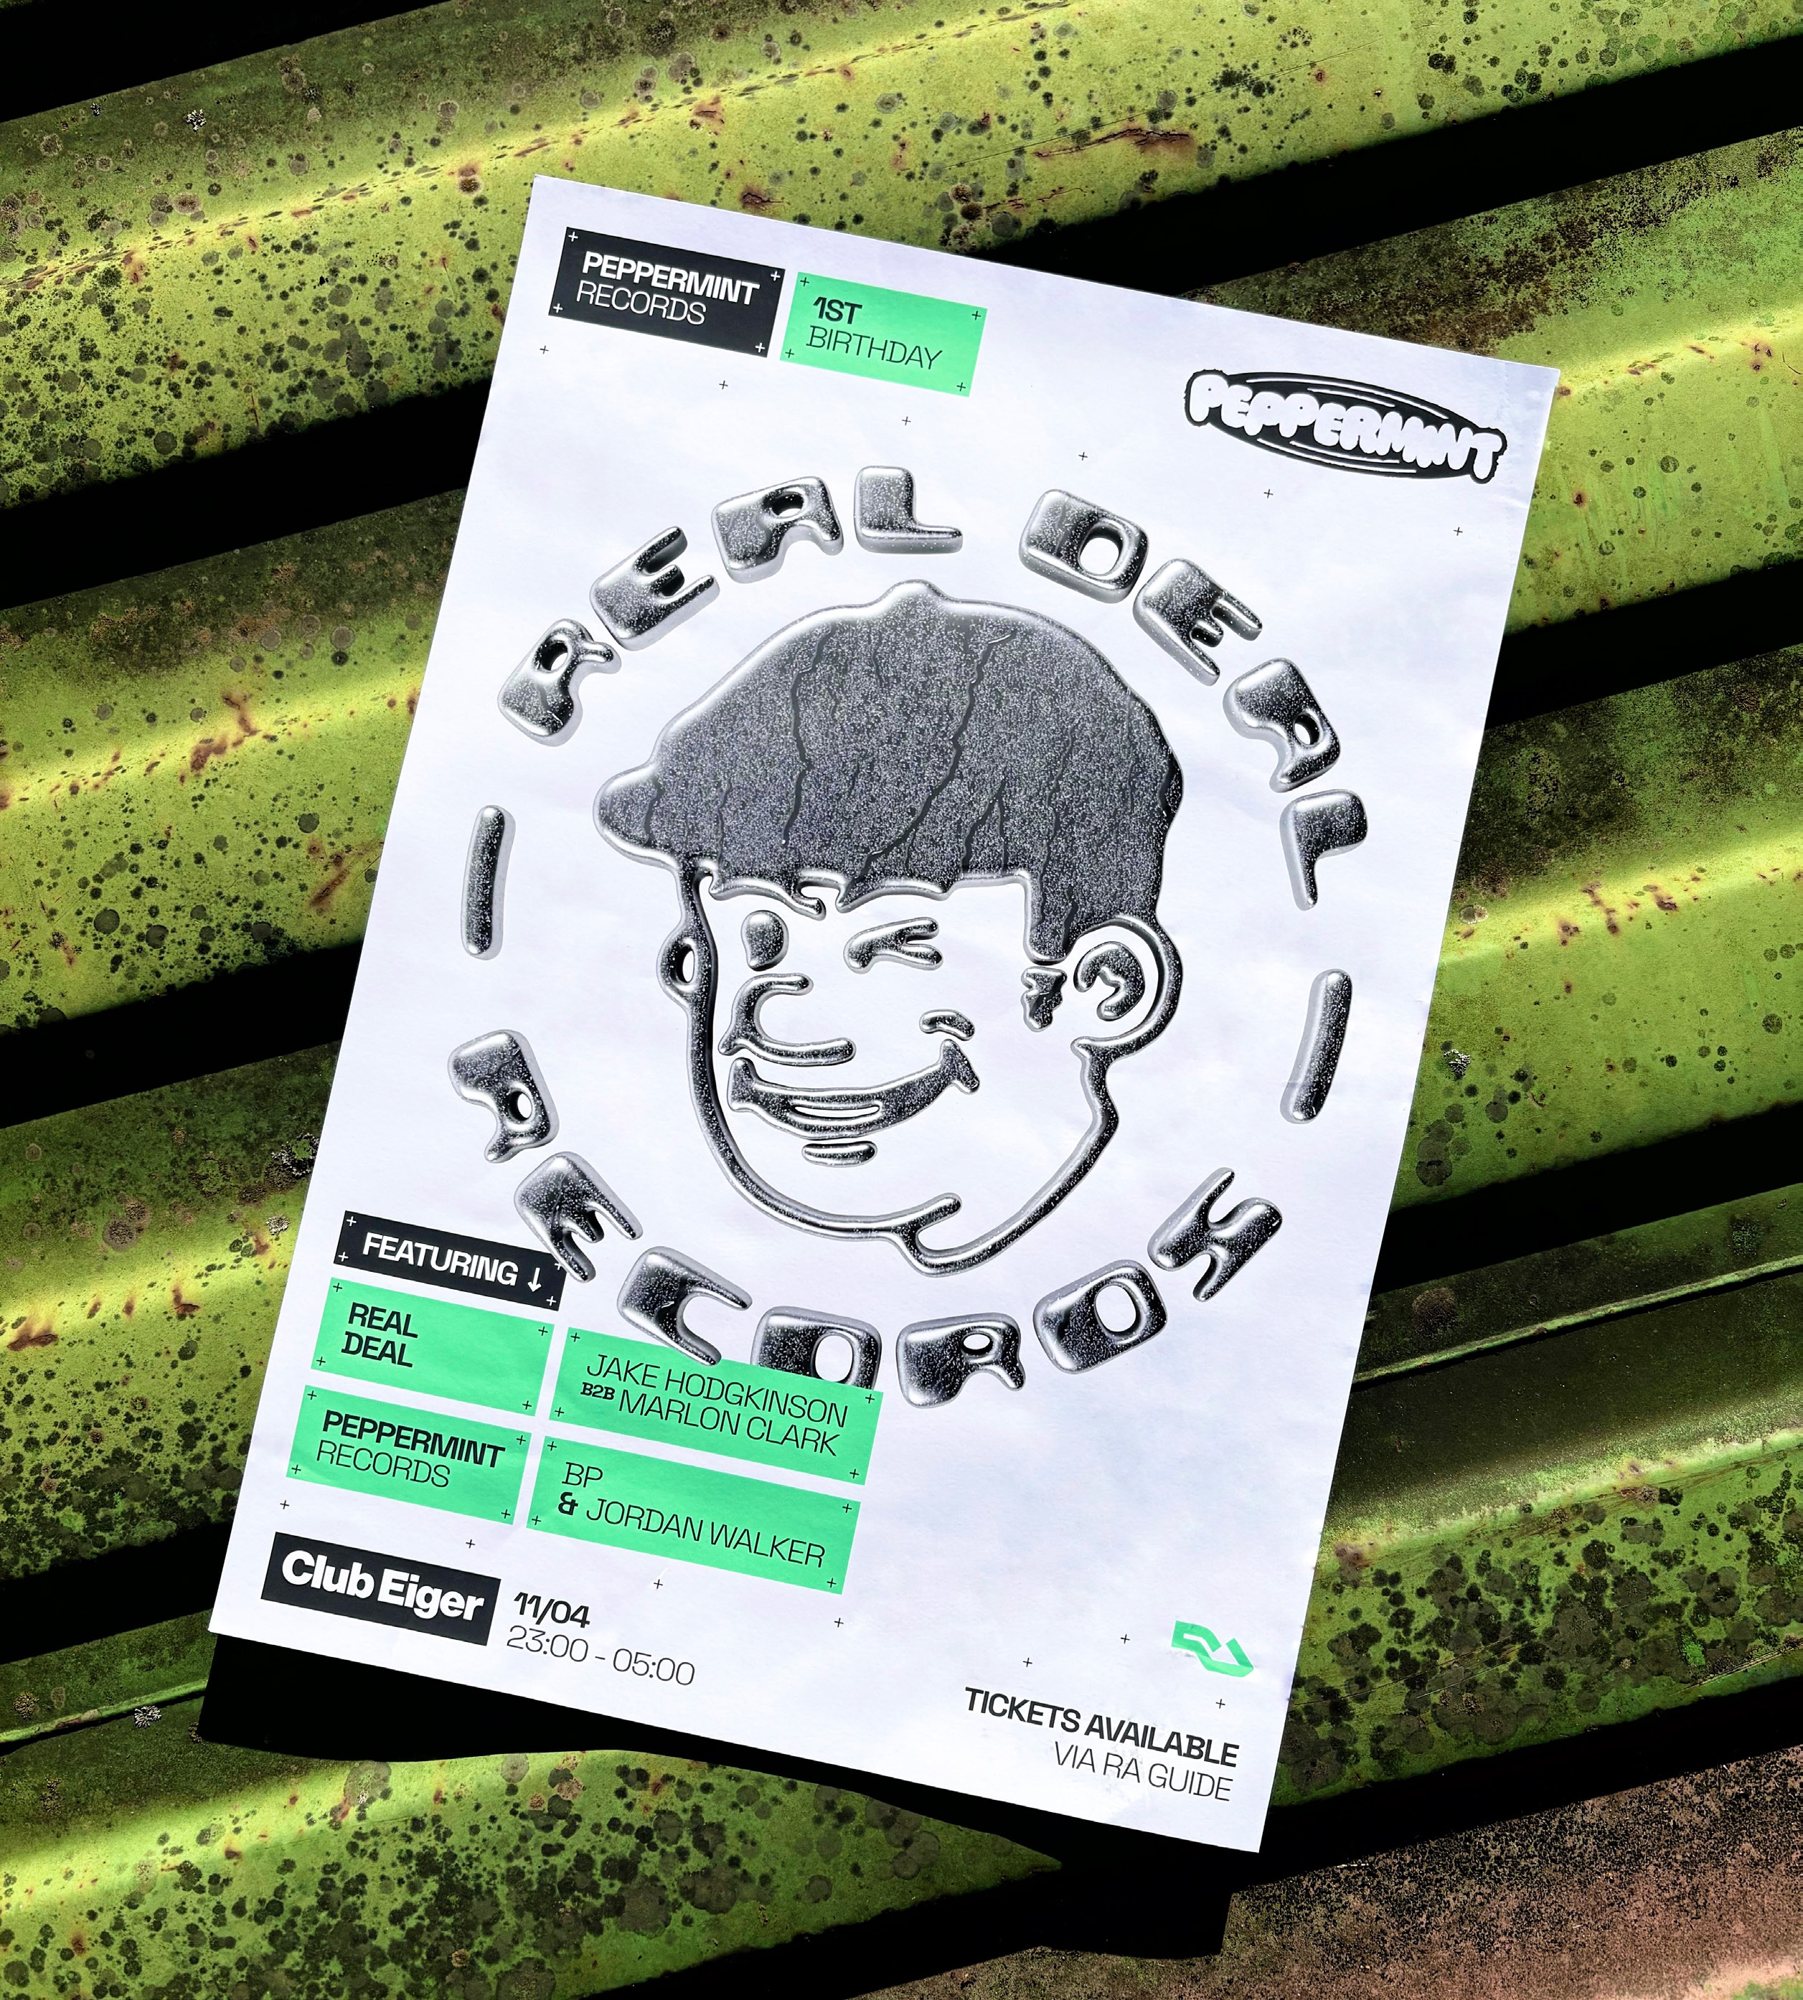 PEPPERMINT
RECORDS
1ST
BIRTHDAY
PEPPERMINT
REAL DEAL
RECORDS
FEATURING ↓
REAL
DEAL
JAKE HODGKINSON
B2B MARLON CLARK
PEPPERMINT
RECORDS
BP
& JORDAN WALKER
Club Eiger
11/04
23:00 - 05:00
TICKETS AVAILABLE
VIA RA GUIDE